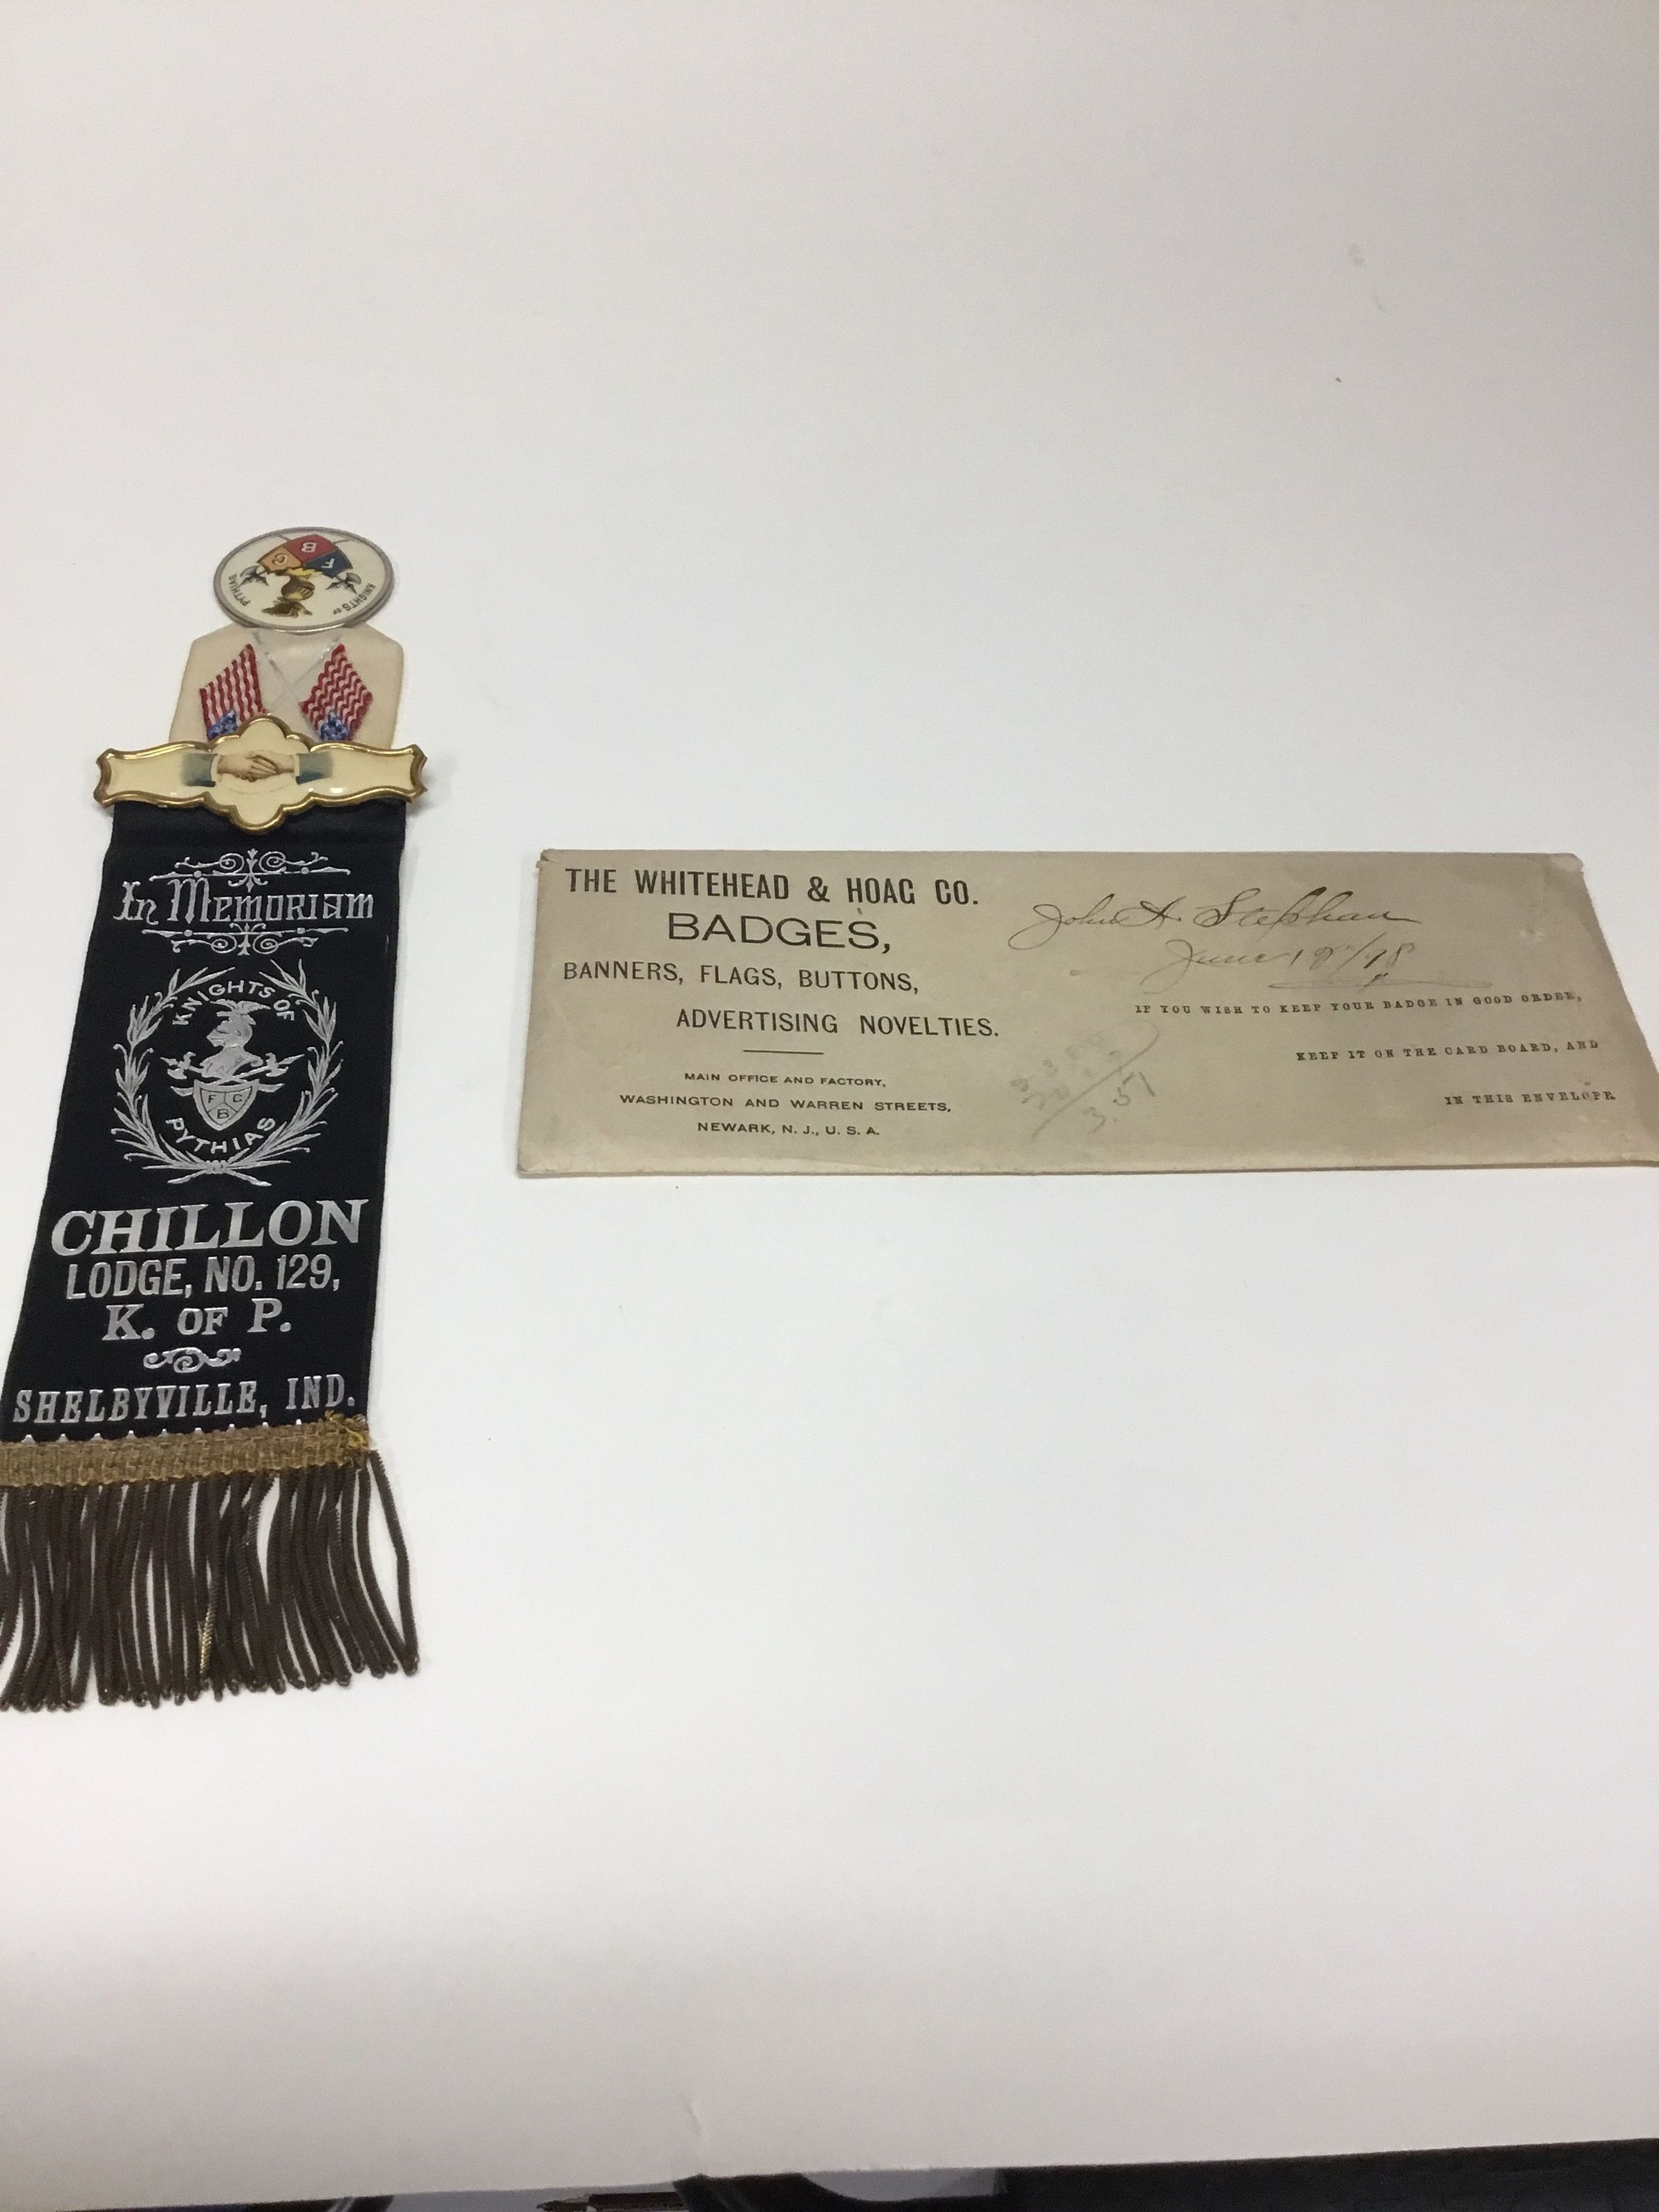 KNIGHTS OF PYTHIAS
F C B
In Memoriam
KNIGHTS OF
F C
B
PYTHIAS
CHILLON
LODGE, NO. 129,
K. OF P.
SHELBYVILLE, IND.
THE WHITEHEAD & HOAG CO.
BADGES,
BANNERS, FLAGS, BUTTONS,
ADVERTISING NOVELTIES.
MAIN OFFICE AND FACTORY,
WASHINGTON AND WARREN STREETS,
NEWARK, N. J., U. S. A.
John A. Stephan
June
IF YOU WISH TO KEEP YOUR BADGE IN GOOD ORDER,
KEEP IT ON THE CARD BOARD, AND
IN THIS ENVELOPE
3.51